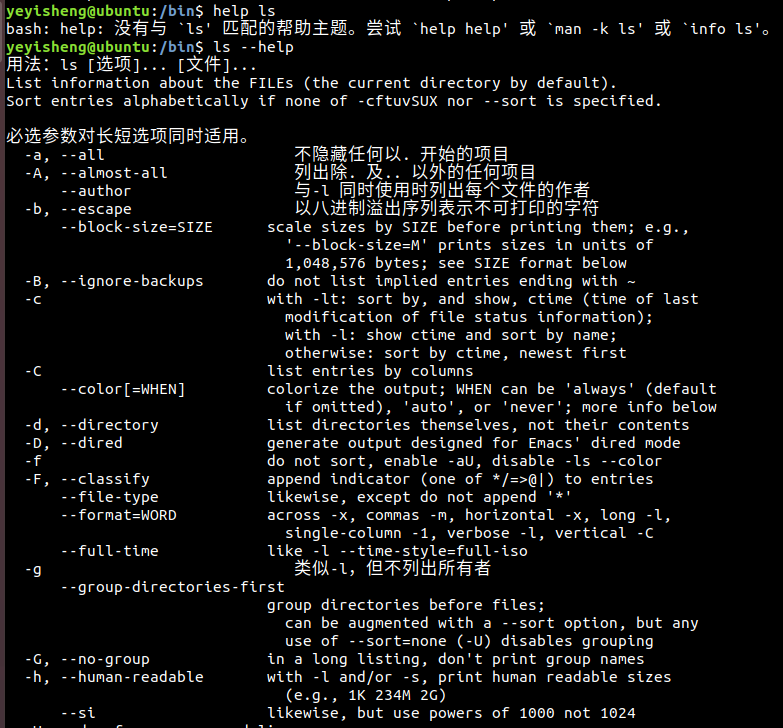 yeyisheng@ubuntu:/bin$ help ls
bash: help: 没有与 `ls' 匹配的帮助主题。尝试 `help help' 或 `man -k ls' 或 `info ls'。
yeyisheng@ubuntu:/bin$ ls --help
用法：ls [选项]... [文件]...
List information about the FILEs (the current directory by default).
Sort entries alphabetically if none of -cftuvSUX nor --sort is specified.
必选参数对长短选项同时适用。
  -a, --all                  不隐藏任何以. 开始的项目
  -A, --almost-all           列出除. 及.. 以外的任何项目
      --author               与-l 同时使用时列出每个文件的作者
  -b, --escape               以八进制溢出序列表示不可打印的字符
      --block-size=SIZE      scale sizes by SIZE before printing them; e.g.,
                               '--block-size=M' prints sizes in units of
                               1,048,576 bytes; see SIZE format below
  -B, --ignore-backups       do not list implied entries ending with ~
  -c                         with -lt: sort by, and show, ctime (time of last
                               modification of file status information);
                               with -l: show ctime and sort by name;
                               otherwise: sort by ctime, newest first
  -C                         list entries by columns
      --color[=WHEN]         colorize the output; WHEN can be 'always' (default
                               if omitted), 'auto', or 'never'; more info below
  -d, --directory            list directories themselves, not their contents
  -D, --dired                generate output designed for Emacs' dired mode
  -f                         do not sort, enable -aU, disable -ls --color
  -F, --classify             append indicator (one of */=>@|) to entries
      --file-type            likewise, except do not append '*'
      --format=WORD          across -x, commas -m, horizontal -x, long -l,
                               single-column -1, verbose -l, vertical -C
      --full-time            like -l --time-style=full-iso
  -g                         类似-l，但不列出所有者
      --group-directories-first
                             group directories before files;
                               can be augmented with a --sort option, but any
                               use of --sort=none (-U) disables grouping
  -G, --no-group             in a long listing, don't print group names
  -h, --human-readable       with -l and/or -s, print human readable sizes
                               (e.g., 1K 234M 2G)
      --si                   likewise, but use powers of 1000 not 1024